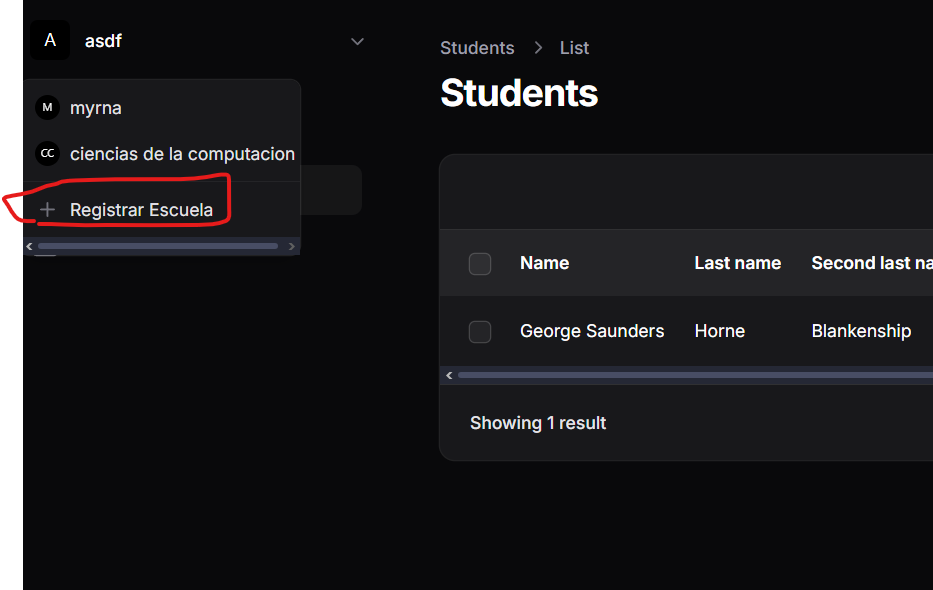 A asdf
M myrna
CC ciencias de la computacion
+ Registrar Escuela
Students > List
Students
Name Last name Second last na
George Saunders Horne Blankenship
Showing 1 result